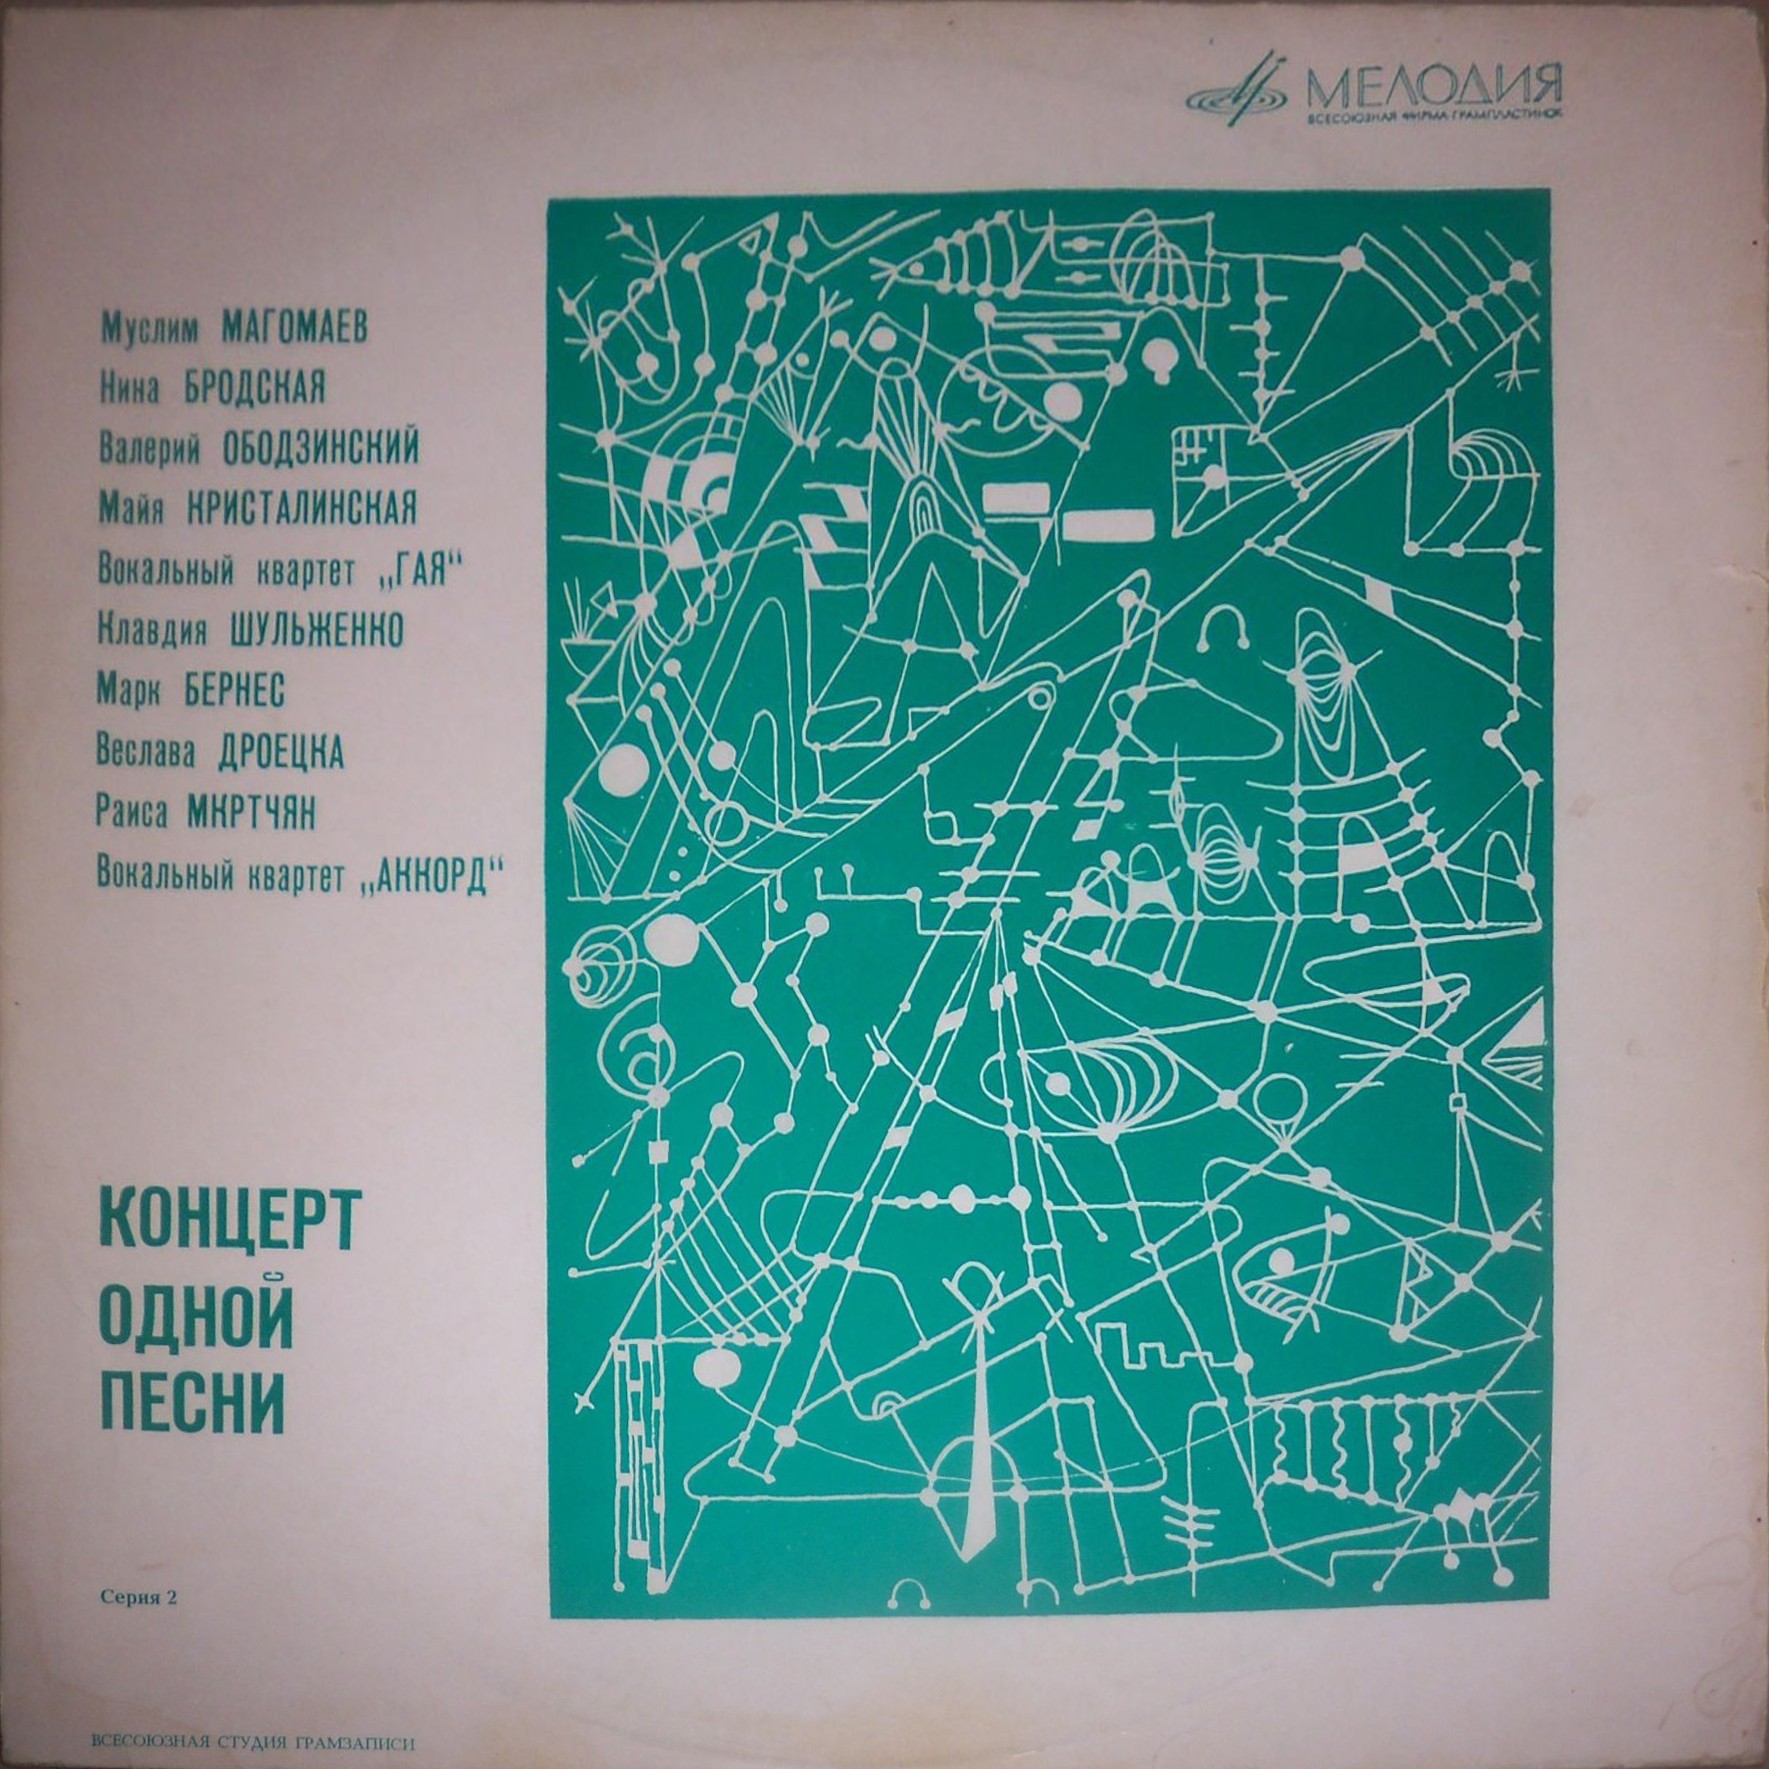 МЕЛОДИЯ
ВСЕСОЮЗНАЯ ФИРМА ГРАМПЛАСТИНОК
Муслим МАГОМАЕВ
Нина БРОДСКАЯ
Валерий ОБОДЗИНСКИЙ
Майя КРИСТАЛИНСКАЯ
Вокальный квартет „ГАЯ“
Клавдия ШУЛЬЖЕНКО
Марк БЕРНЕС
Веслава ДРОЕЦКА
Раиса МКРТЧЯН
Вокальный квартет „АККОРД“
КОНЦЕРТ
ОДНОЙ
ПЕСНИ
Серия 2
ВСЕСОЮЗНАЯ СТУДИЯ ГРАМЗАПИСИ